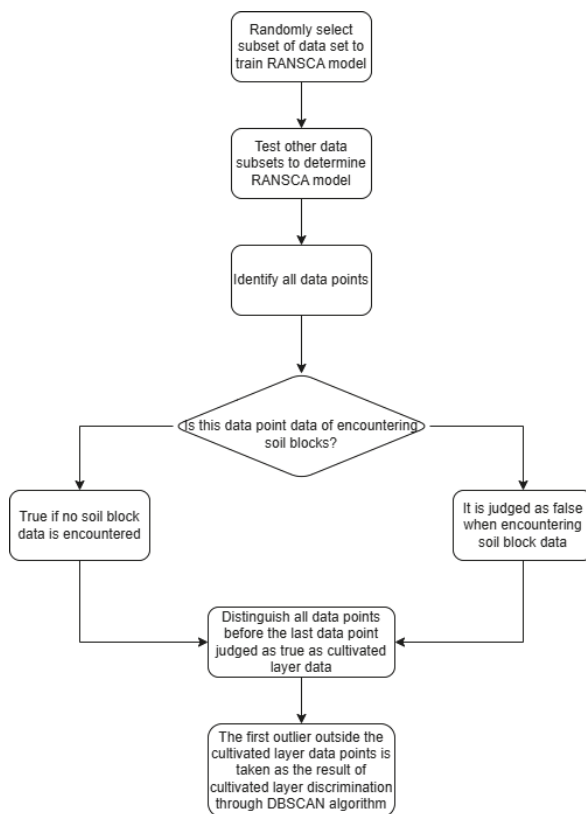 Randomly select
subset of data set to
train RANSCA model
Test other data
subsets to determine
RANSCA model
Identify all data points
Is this data point data of encountering
soil blocks?
True if no soil block
data is encountered
It is judged as false
when encountering
soil block data
Distinguish all data points
before the last data point
judged as true as cultivated
layer data
The first outlier outside the
cultivated layer data points is
taken as the result of
cultivated layer discrimination
through DBSCAN algorithm